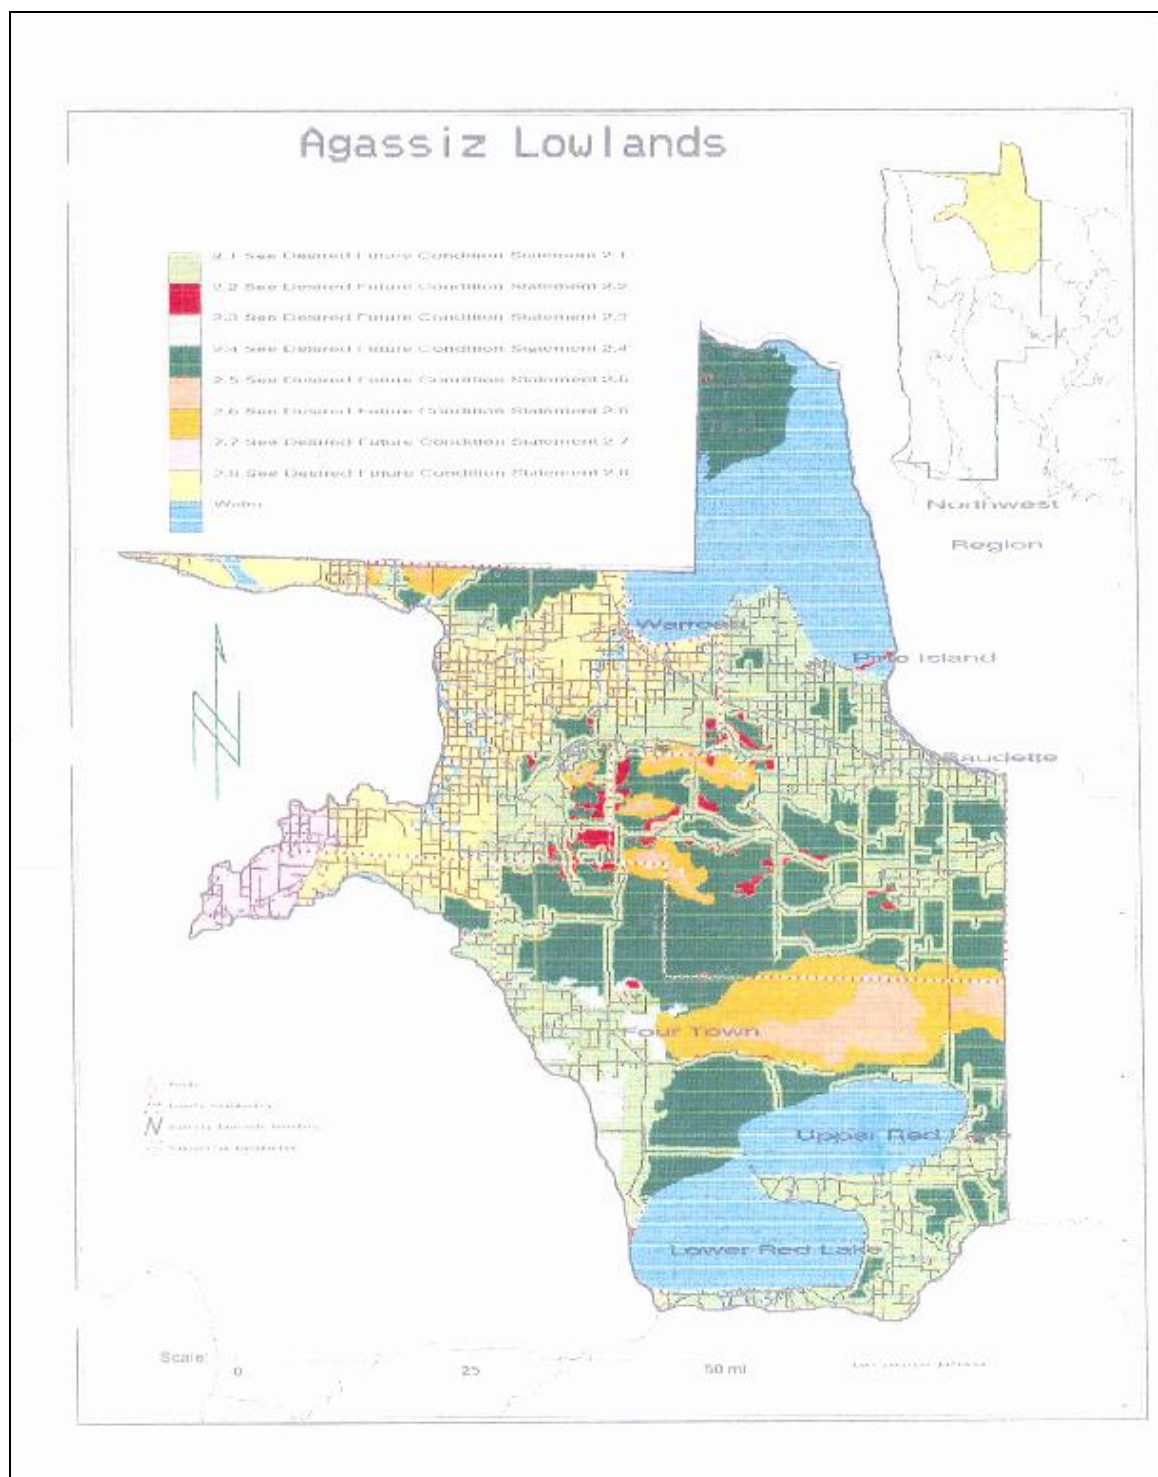 Agassiz Lowlands
2.1 See Desired Future Condition Statement 2.1
2.2 See Desired Future Condition Statement 2.2
2.3 See Desired Future Condition Statement 2.3
2.4 See Desired Future Condition Statement 2.4
2.5 See Desired Future Condition Statement 2.5
2.6 See Desired Future Condition Statement 2.6
2.7 See Desired Future Condition Statement 2.7
2.8 See Desired Future Condition Statement 2.8
Water
Northwest
Region
Warroad
Pine Island
Baudette
Four Town
Upper Red Lake
Lower Red Lake
Scale
0
25
50 mi